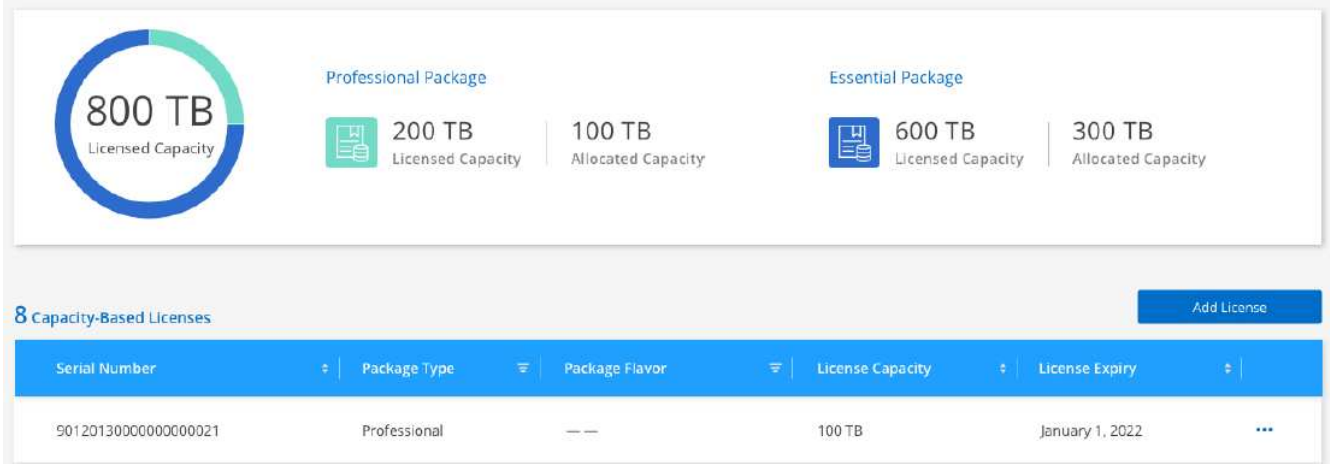 800 TB
Licensed Capacity
Professional Package
200 TB
Licensed Capacity
100 TB
Allocated Capacity
Essential Package
600 TB
Licensed Capacity
300 TB
Allocated Capacity
8 Capacity-Based Licenses
Add License
Serial Number Package Type Package Flavor License Capacity License Expiry
90120130000000000021 Professional — — 100 TB January 1, 2022 •••